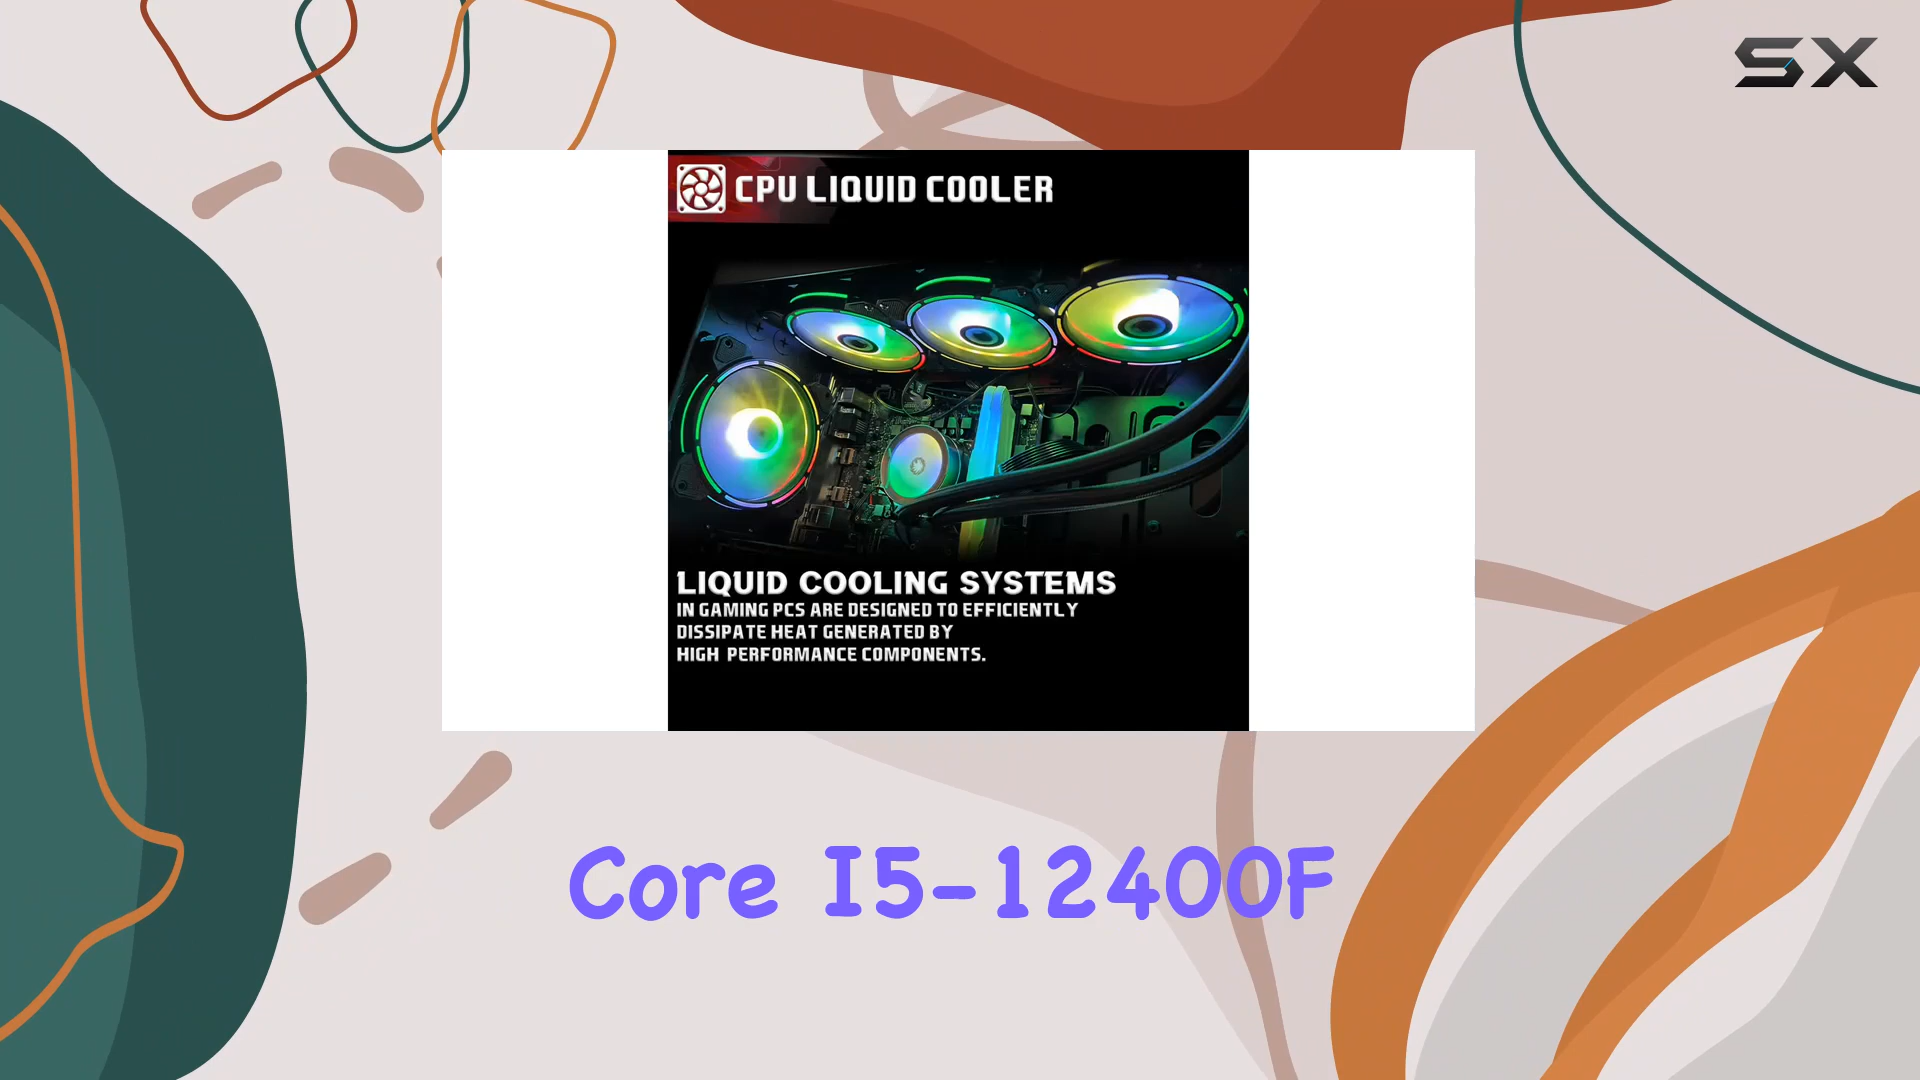 SX
CPU LIQUID COOLER
LIQUID COOLING SYSTEMS
IN GAMING PCS ARE DESIGNED TO EFFICIENTLY
DISSIPATE HEAT GENERATED BY
HIGH PERFORMANCE COMPONENTS.
Core I5-12400F